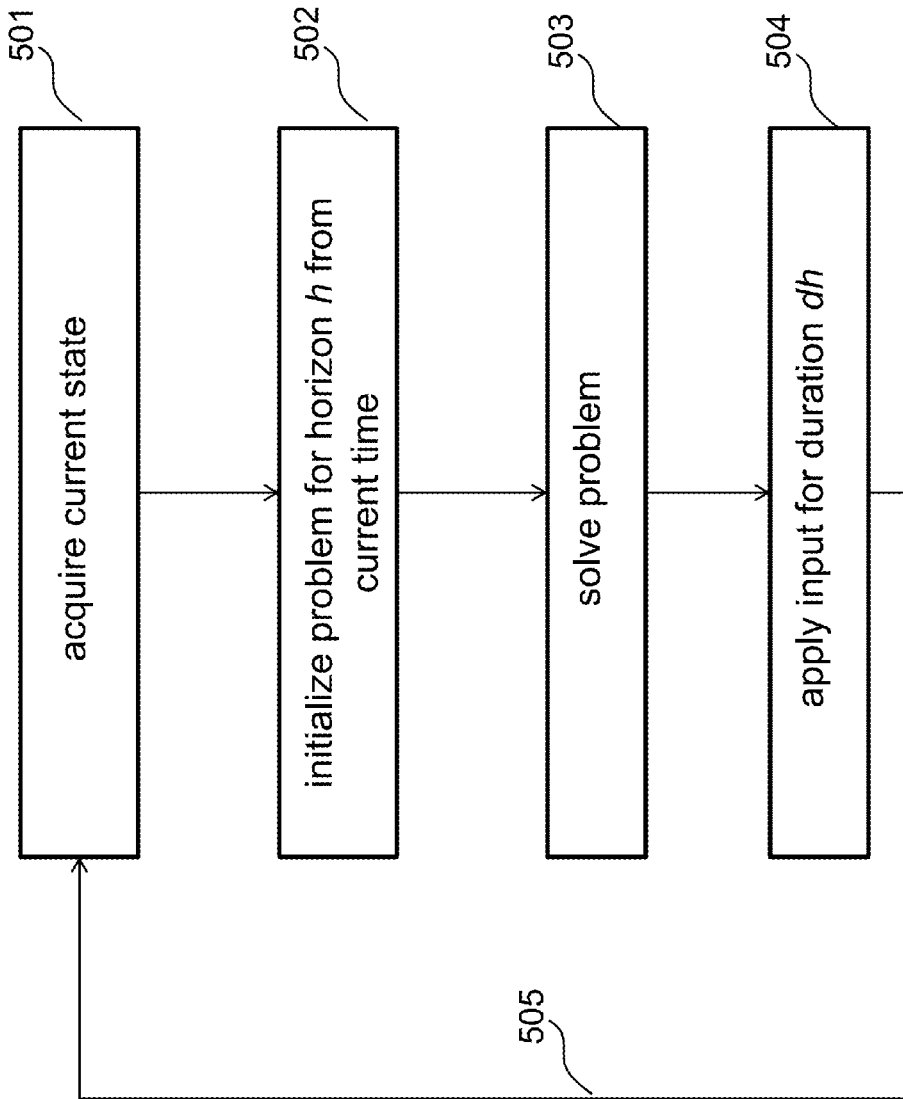 501
acquire current state
502
initialize problem for horizon h from
current time
503
solve problem
504
apply input for duration dh
505